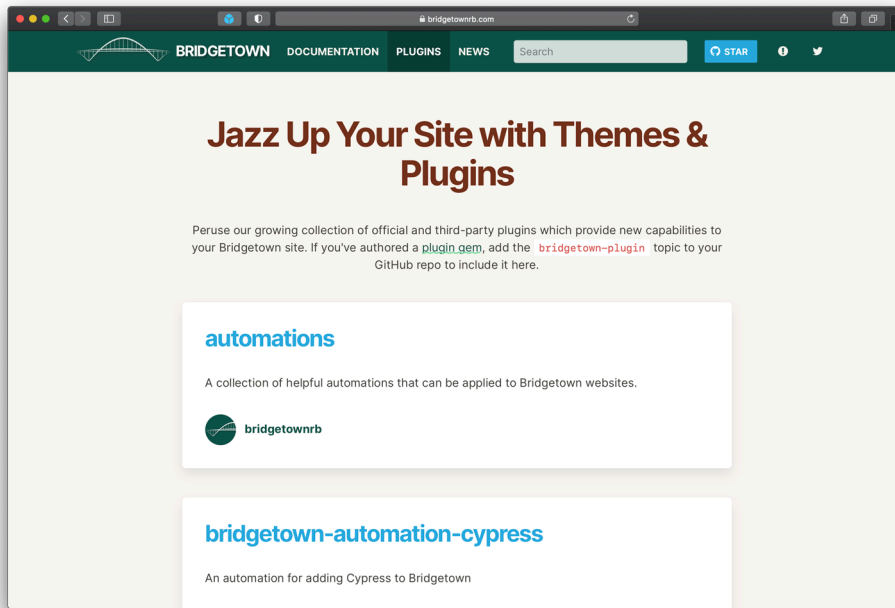 bridgetownrb.com
BRIDGETOWN DOCUMENTATION PLUGINS NEWS Search STAR
Jazz Up Your Site with Themes &
Plugins
Peruse our growing collection of official and third-party plugins which provide new capabilities to
your Bridgetown site. If you've authored a plugin gem, add the bridgetown-plugin topic to your
GitHub repo to include it here.
automations
A collection of helpful automations that can be applied to Bridgetown websites.
bridgetownrb
bridgetown-automation-cypress
An automation for adding Cypress to Bridgetown